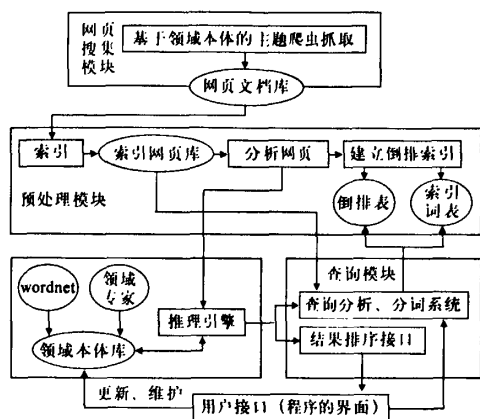 网页
搜集
模块
基于领域本体的主题爬虫抓取
网页文档库
索引
索引网页库
分析网页
建立倒排索引
预处理模块
倒排表
索引
词表
wordnet
领域
专家
推理引擎
领域本体库
查询模块
查询分析、分词系统
结果排序接口
更新、维护
用户接口（程序的界面）